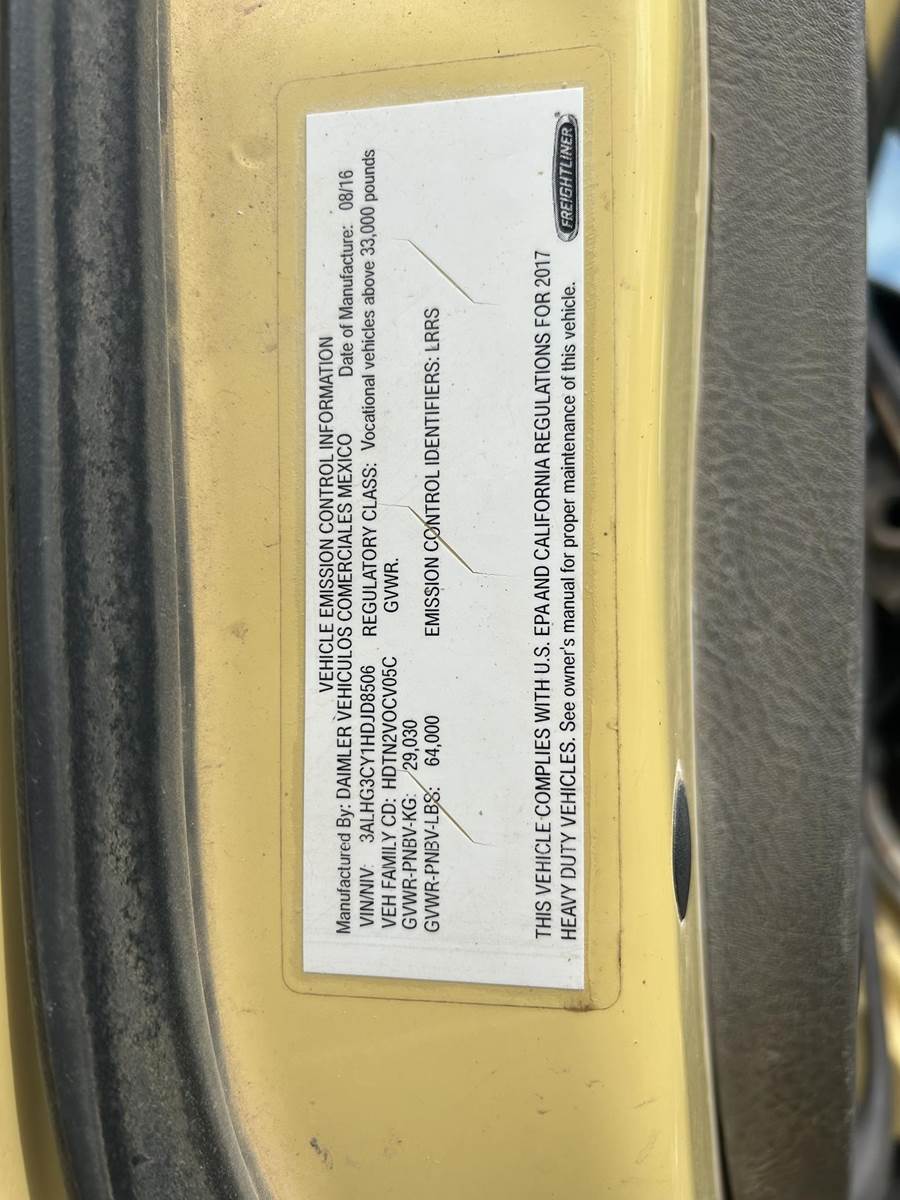 VEHICLE EMISSION CONTROL INFORMATION
Manufactured By: DAIMLER VEHICULOS COMERCIALES MEXICO Date of Manufacture: 08/16
VIN/NIV: 3ALHG3CY1HDJD8506 REGULATORY CLASS: Vocational vehicles above 33,000 pounds
VEH FAMILY CD: HDTN2VOCV05C GVWR.
GVWR-PNBV-KG: 29,030
GVWR-PNBV-LBS: 64,000 EMISSION CONTROL IDENTIFIERS: LRRS
THIS VEHICLE COMPLIES WITH U.S. EPA AND CALIFORNIA REGULATIONS FOR 2017
HEAVY DUTY VEHICLES. See owner's manual for proper maintenance of this vehicle.
FREIGHTLINER®